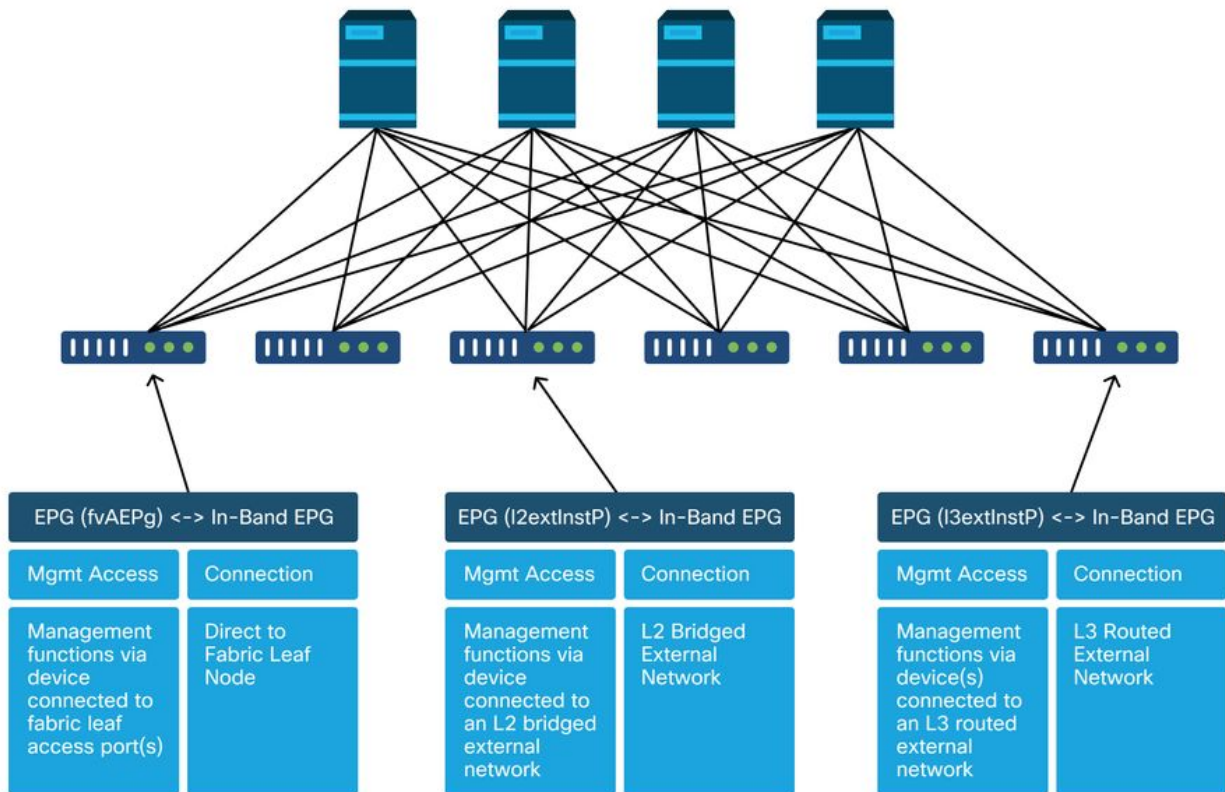 EPG (fvAEPg) <-> In-Band EPG
Mgmt Access
Connection
Management
functions via
device
connected to
fabric leaf
access port(s)
Direct to
Fabric Leaf
Node
EPG (l2extInstP) <-> In-Band EPG
Mgmt Access
Connection
Management
functions via
device
connected to
an L2 bridged
external
network
L2 Bridged
External
Network
EPG (l3extInstP) <-> In-Band EPG
Mgmt Access
Connection
Management
functions via
device(s)
connected to
an L3 routed
external
network
L3 Routed
External
Network